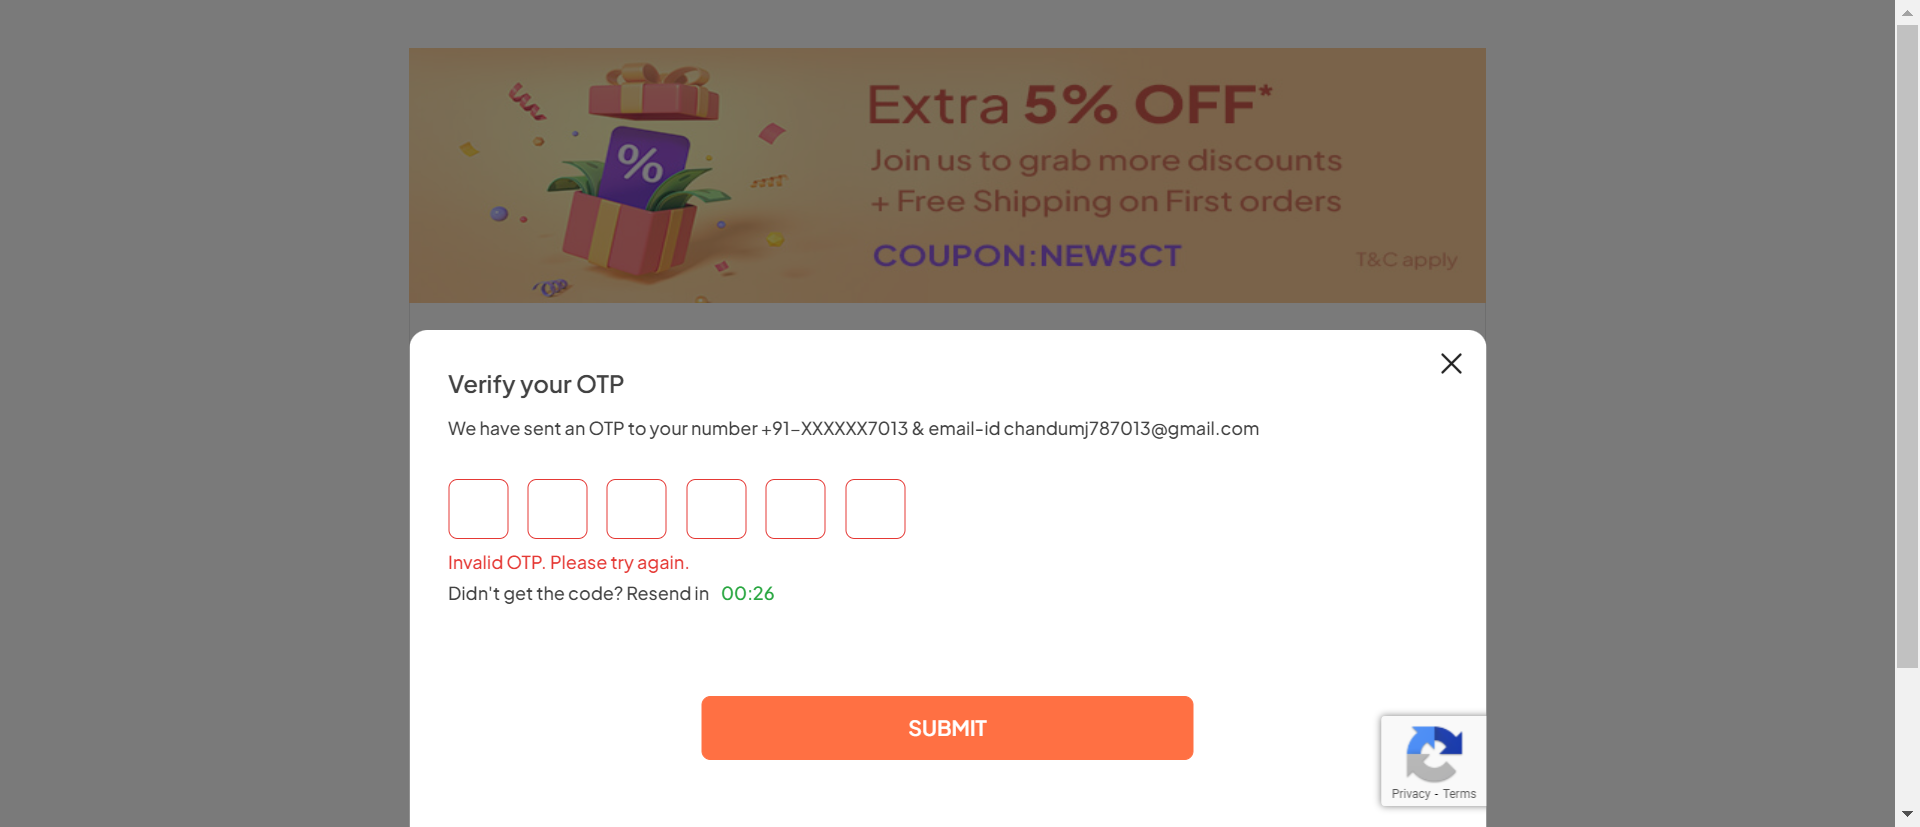 Extra 5% OFF*
Join us to grab more discounts
+ Free Shipping on First orders
COUPON:NEW5CT
T&C apply
%
Verify your OTP
We have sent an OTP to your number +91-XXXXXX7013 & email-id chandumj787013@gmail.com
Invalid OTP. Please try again.
Didn't get the code? Resend in 00:26
SUBMIT
Privacy - Terms